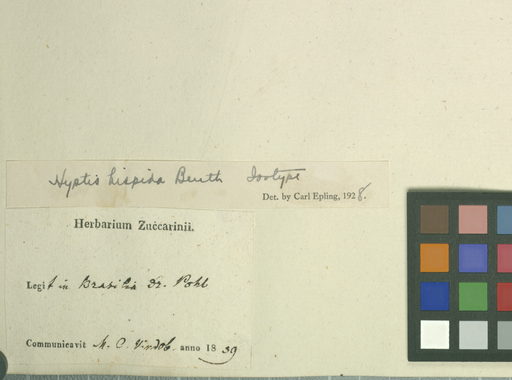 Hyptis hispida Benth Isotype
Det. by Carl Epling, 1928.
Herbarium Zuccarinii.
Legit in Brasilia Dr. Pohl
Communicavit M. C. Vindob. anno 1839